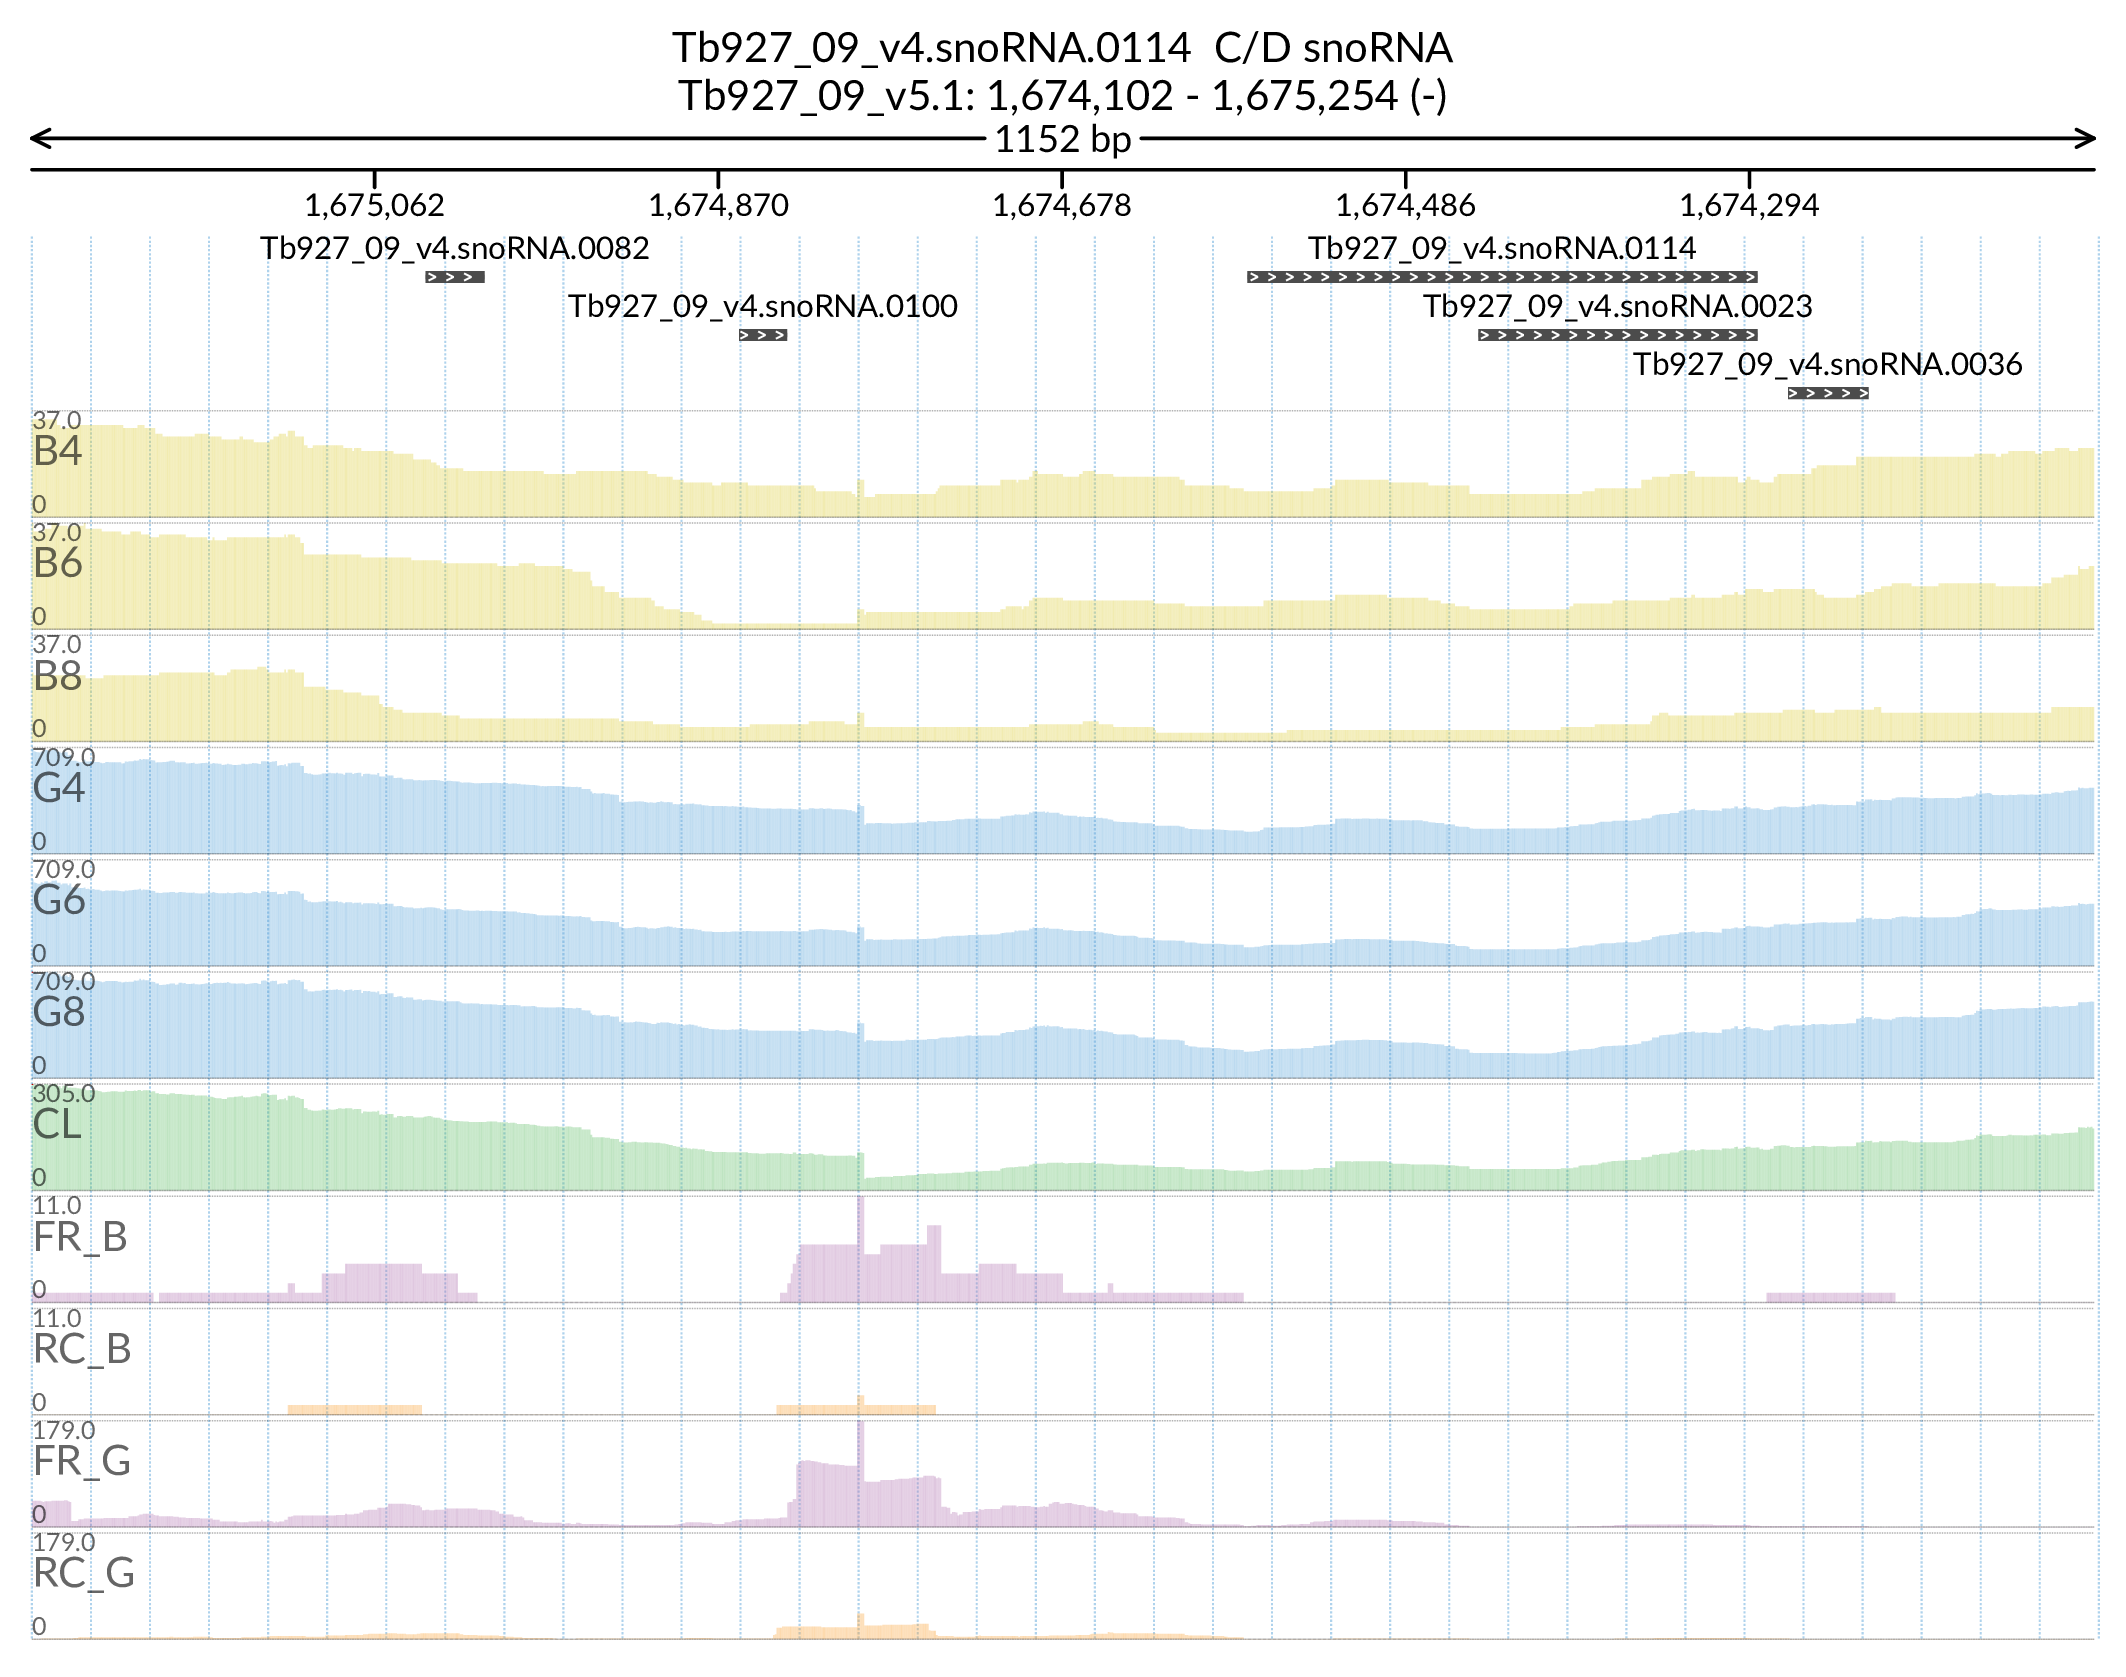 Tb927_09_v4.snoRNA.0114 C/D snoRNA
Tb927_09_v5.1: 1,674,102 - 1,675,254 (-)
1152 bp
1,675,062 1,674,870 1,674,678 1,674,486 1,674,294
Tb927_09_v4.snoRNA.0082 Tb927_09_v4.snoRNA.0114
Tb927_09_v4.snoRNA.0100 Tb927_09_v4.snoRNA.0023
Tb927_09_v4.snoRNA.0036
37.0
B4
0
37.0
B6
0
37.0
B8
0
709.0
G4
0
709.0
G6
0
709.0
G8
0
305.0
CL
0
11.0
FR_B
0
11.0
RC_B
0
179.0
FR_G
0
179.0
RC_G
0